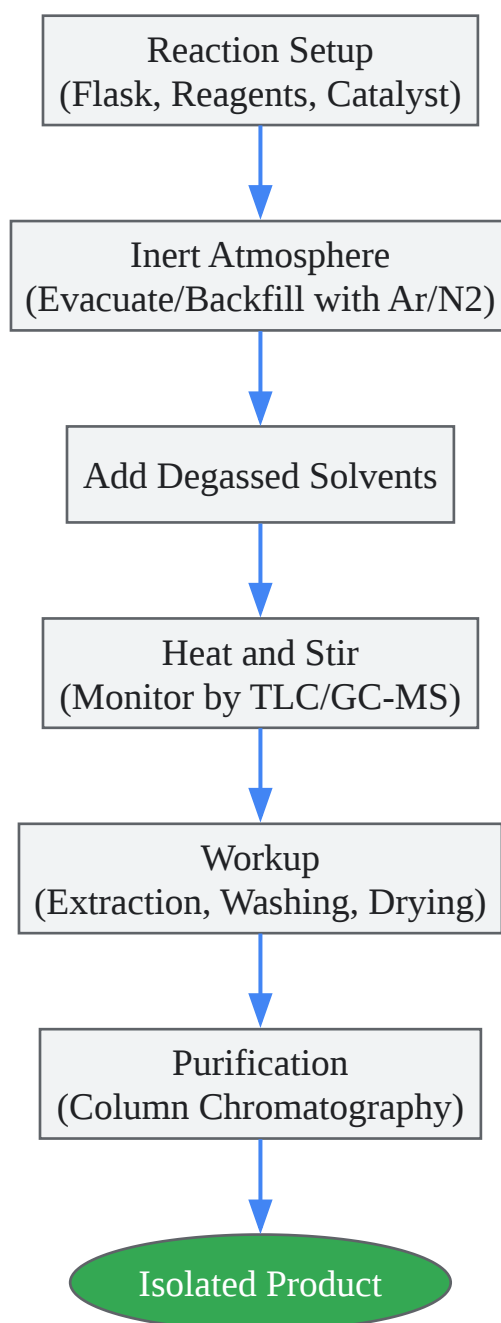 Reaction Setup
(Flask, Reagents, Catalyst)
Inert Atmosphere
(Evacuate/Backfill with Ar/N2)
Add Degassed Solvents
Heat and Stir
(Monitor by TLC/GC-MS)
Workup
(Extraction, Washing, Drying)
Purification
(Column Chromatography)
Isolated Product